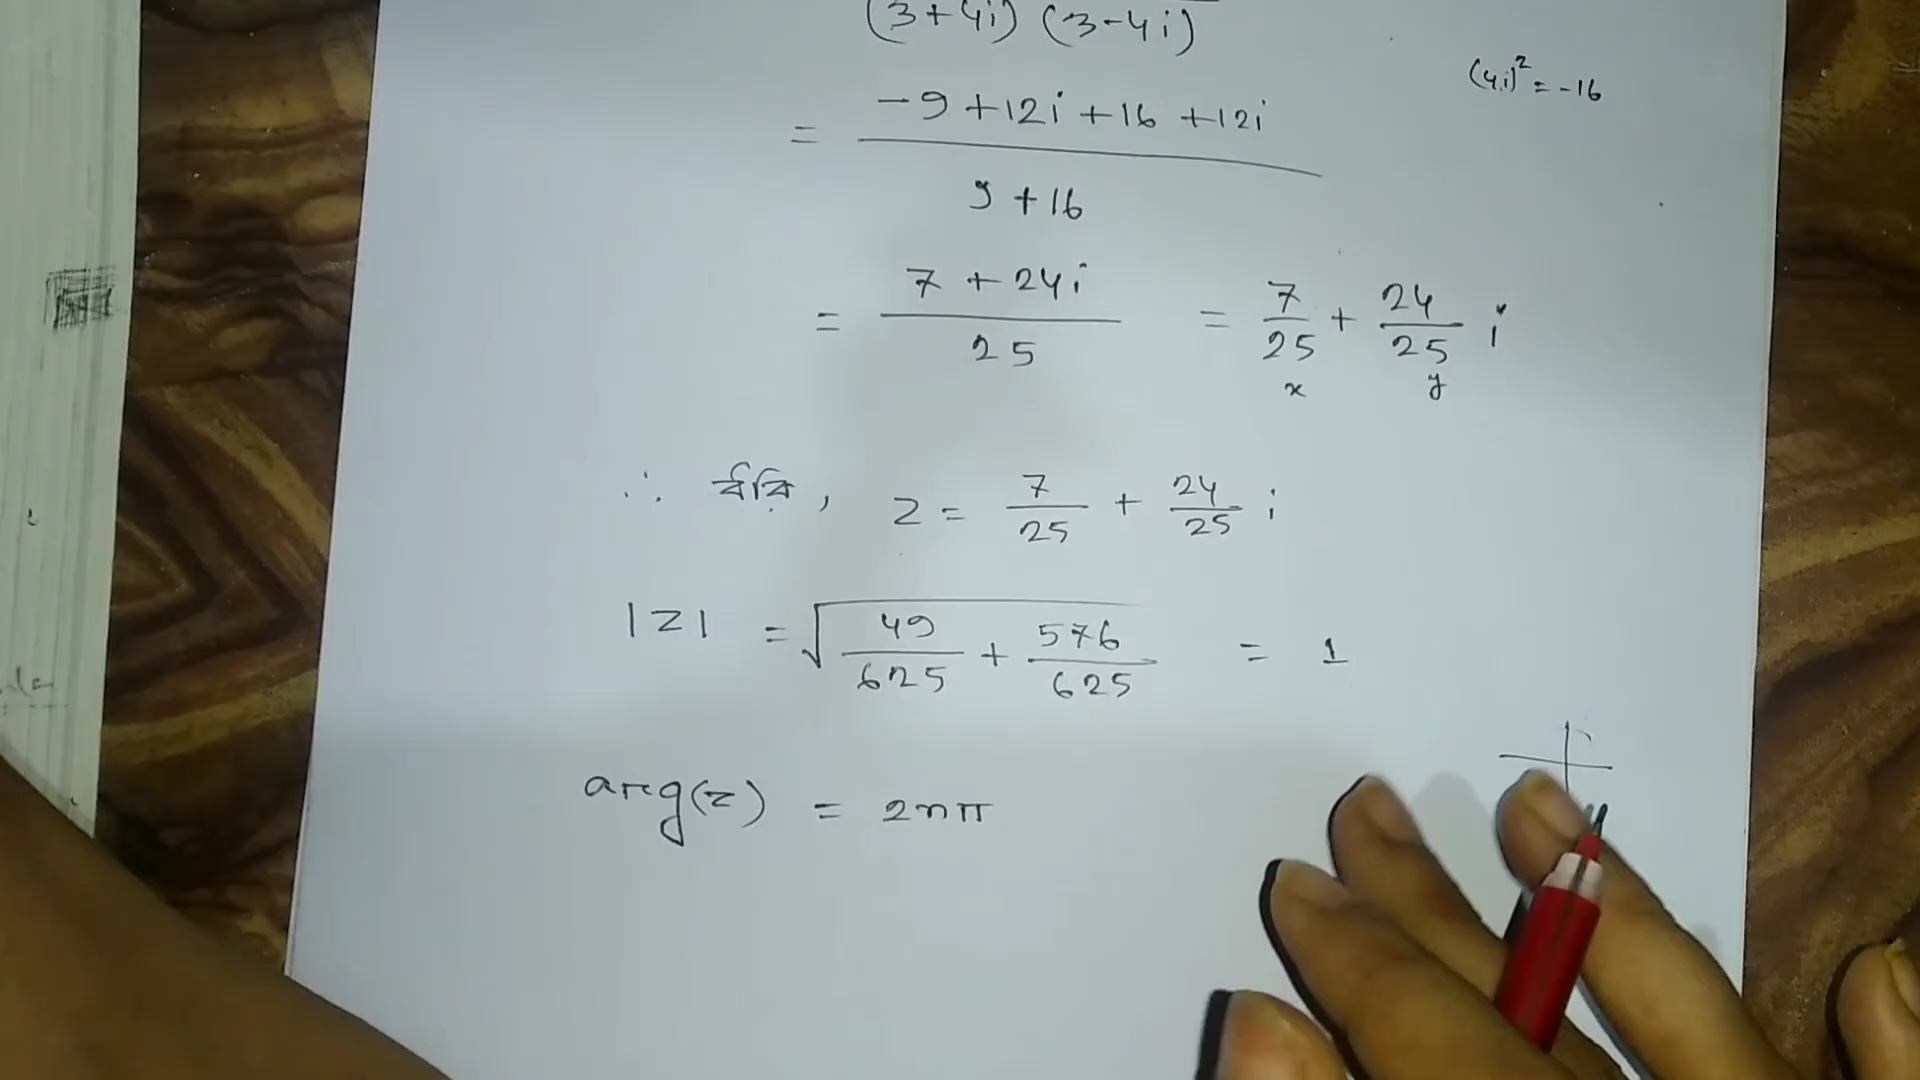 (3+4i) (3-4i)
(4i)² = -16
= (-9 +12i +16 +12i) / (9 +16)
= (7 + 24i) / 25 = 7/25 + 24/25 i
x y
∴ ধরি, z = 7/25 + 24/25 i
|z| = √(49/625 + 576/625) = 1
arg(z) = 2nπ